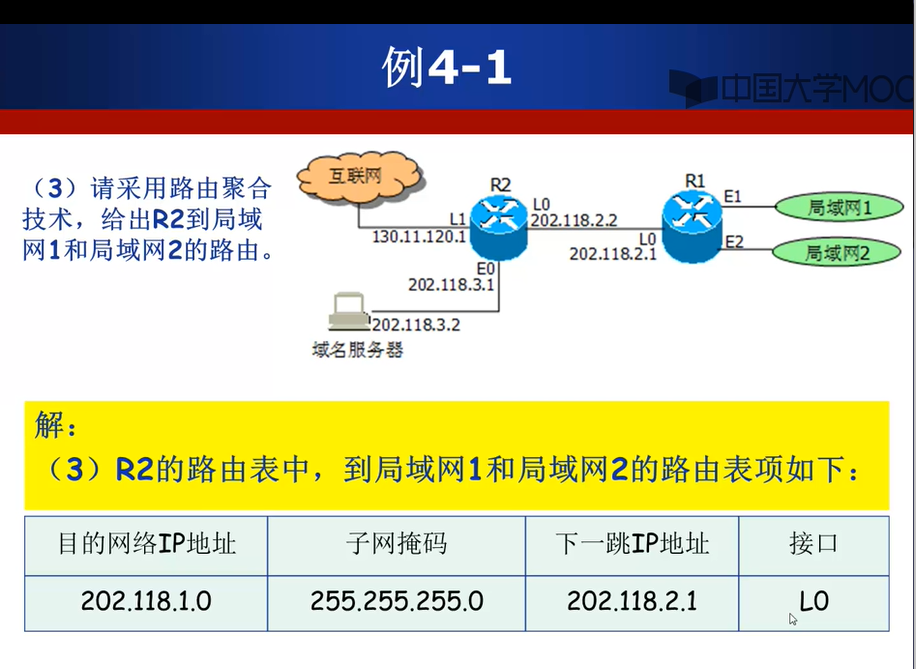 例4-1
中国大学MOO
（3）请采用路由聚合
技术，给出R2到局域
网1和局域网2的路由。
互联网
R2
L0
202.118.2.2
L1
130.11.120.1
E0
202.118.3.1
R1
E1
L0
202.118.2.1
E2
局域网1
局域网2
202.118.3.2
域名服务器
解：
（3）R2的路由表中，到局域网1和局域网2的路由表项如下：
目的网络IP地址 子网掩码 下一跳IP地址 接口
202.118.1.0 255.255.255.0 202.118.2.1 L0